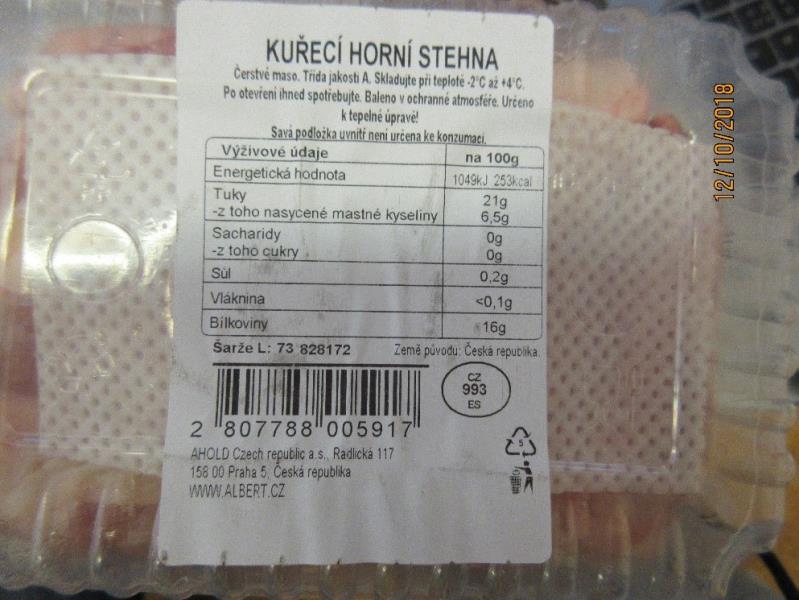 KUŘECÍ HORNÍ STEHNA
Čerstvé maso. Třída jakosti A. Skladujte při teplotě -2°C až +4°C.
Po otevření ihned spotřebujte. Baleno v ochranné atmosféře. Určeno
k tepelné úpravě!
Savá podložka uvnitř není určena ke konzumaci.
Výživové údaje na 100g
Energetická hodnota 1049kJ 253kcal
Tuky 21g
-z toho nasycené mastné kyseliny 6,5g
Sacharidy 0g
-z toho cukry 0g
Sůl 0,2g
Vláknina <0,1g
Bílkoviny 16g
Šarže L: 73 828172 Země původu: Česká republika.
CZ
993
ES
2 807788 005917
5
AHOLD Czech republic a.s., Radlická 117
158 00 Praha 5, Česká republika
WWW.ALBERT.CZ
12/10/2018